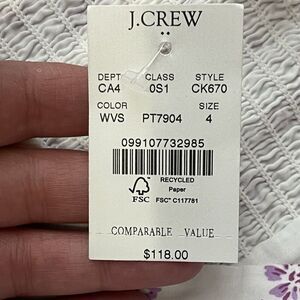 J.CREW
DEPT CLASS STYLE
CA4 0S1 CK670
COLOR SIZE
WVS PT7904 4
099107732985
RECYCLED
Paper
FSC FSC® C117781
COMPARABLE VALUE
$118.00